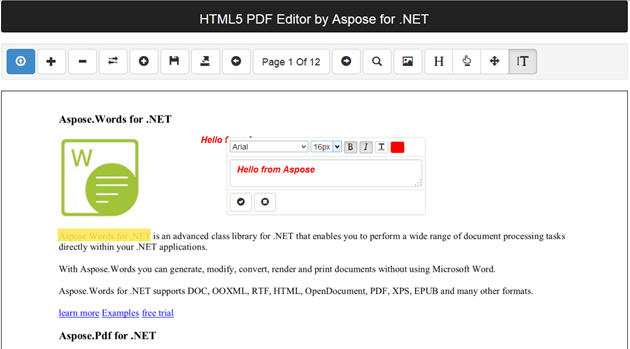 HTML5 PDF Editor by Aspose for .NET
Page 1 Of 12
H
T
Aspose.Words for .NET
W
Hello f
Arial 16px B I T
Hello from Aspose
Aspose.Words for .NET is an advanced class library for .NET that enables you to perform a wide range of document processing tasks
directly within your .NET applications.
With Aspose.Words you can generate, modify, convert, render and print documents without using Microsoft Word.
Aspose.Words for .NET supports DOC, OOXML, RTF, HTML, OpenDocument, PDF, XPS, EPUB and many other formats.
learn more Examples free trial
Aspose.Pdf for .NET